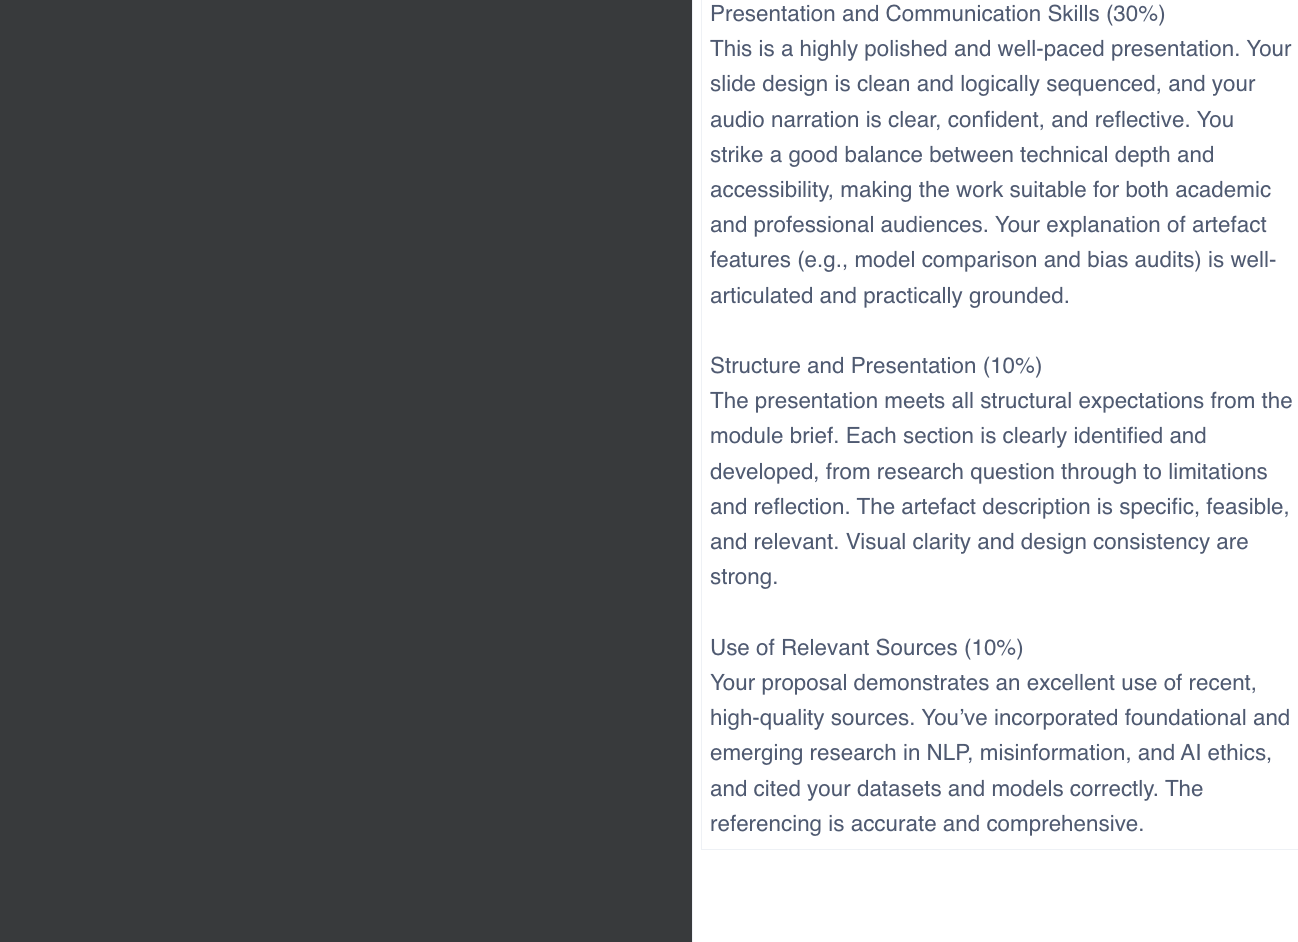 Presentation and Communication Skills (30%)
This is a highly polished and well-paced presentation. Your
slide design is clean and logically sequenced, and your
audio narration is clear, confident, and reflective. You
strike a good balance between technical depth and
accessibility, making the work suitable for both academic
and professional audiences. Your explanation of artefact
features (e.g., model comparison and bias audits) is well-
articulated and practically grounded.
Structure and Presentation (10%)
The presentation meets all structural expectations from the
module brief. Each section is clearly identified and
developed, from research question through to limitations
and reflection. The artefact description is specific, feasible,
and relevant. Visual clarity and design consistency are
strong.
Use of Relevant Sources (10%)
Your proposal demonstrates an excellent use of recent,
high-quality sources. You’ve incorporated foundational and
emerging research in NLP, misinformation, and AI ethics,
and cited your datasets and models correctly. The
referencing is accurate and comprehensive.